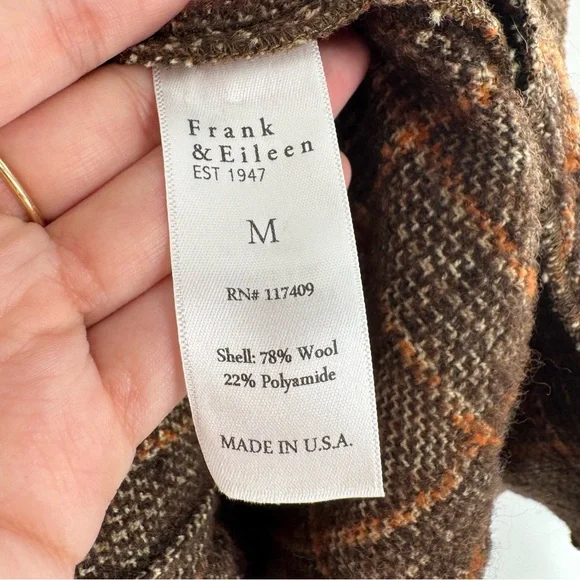 Frank
& Eileen
EST 1947
M
RN# 117409
Shell: 78% Wool
22% Polyamide
MADE IN U.S.A.